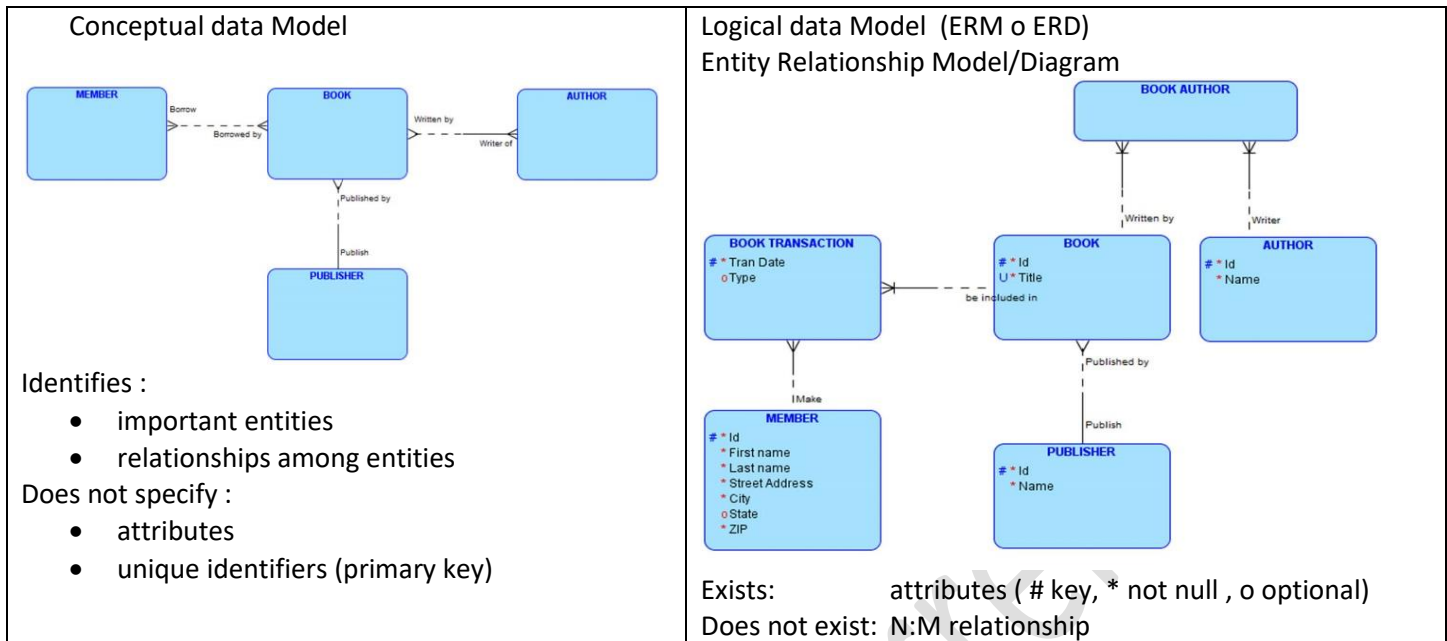 Conceptual data Model
MEMBER
BOOK
AUTHOR
Borrow
Borrowed by
Written by
Writer of
Published by
Publish
PUBLISHER
Identifies :
• important entities
• relationships among entities
Does not specify :
• attributes
• unique identifiers (primary key)
Logical data Model (ERM o ERD)
Entity Relationship Model/Diagram
BOOK AUTHOR
Written by
Writer
BOOK TRANSACTION
# * Tran Date
o Type
BOOK
# * Id
U * Title
AUTHOR
# * Id
* Name
be included in
Make
Published by
Publish
MEMBER
# * Id
* First name
* Last name
* Street Address
* City
o State
* ZIP
PUBLISHER
# * Id
* Name
Exists: attributes ( # key, * not null , o optional)
Does not exist: N:M relationship